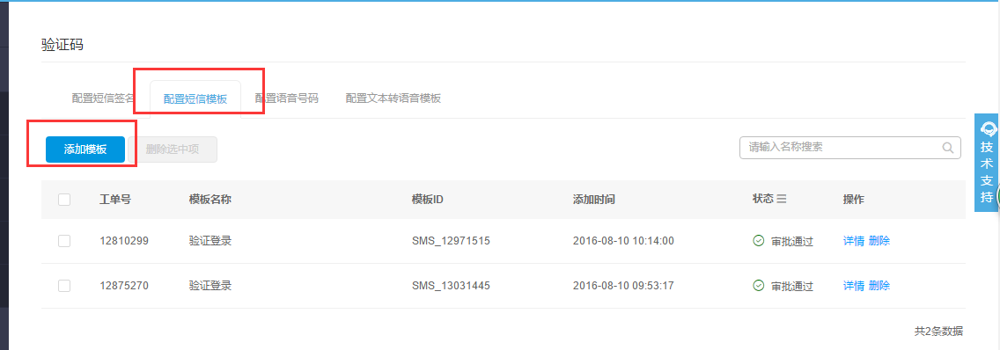 验证码
配置短信签名 配置短信模板 配置语音号码 配置文本转语音模板
添加模板 删除选中项 请输入名称搜索
工单号 模板名称 模板ID 添加时间 状态 操作
12810299 验证登录 SMS_12971515 2016-08-10 10:14:00 审批通过 详情 删除
12875270 验证登录 SMS_13031445 2016-08-10 09:53:17 审批通过 详情 删除
共2条数据
技术支持